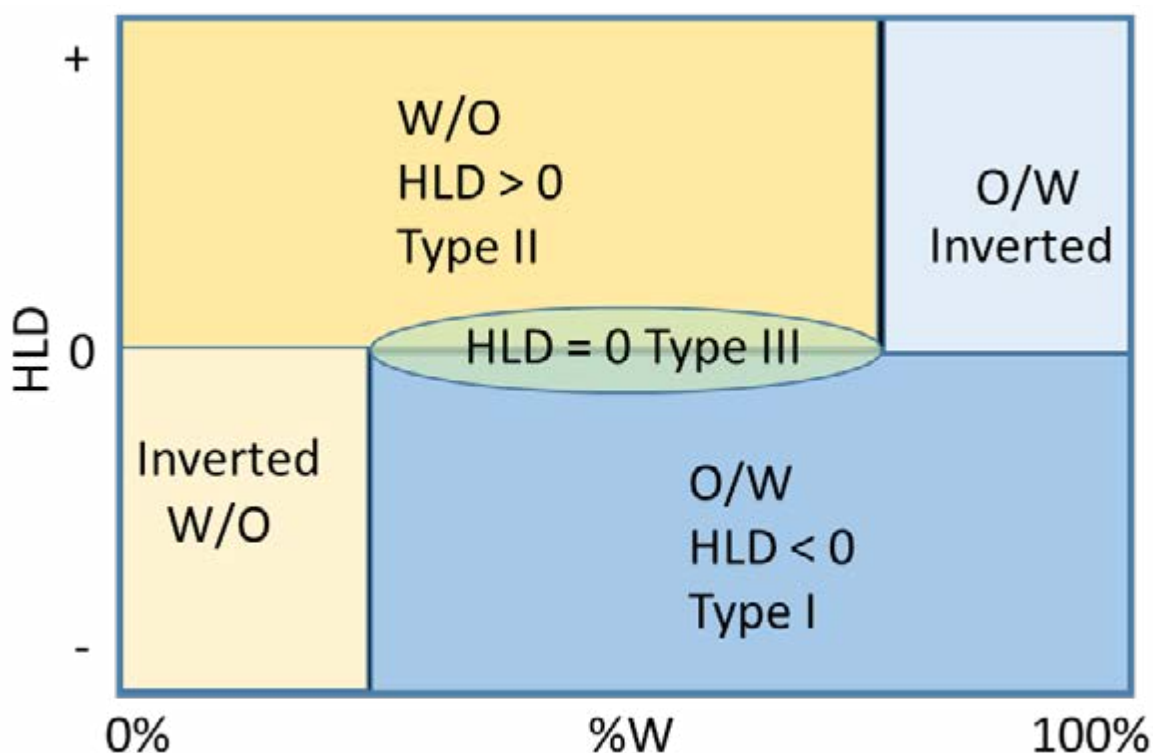 +
W/O
HLD > 0
Type II
O/W
Inverted
HLD
0
HLD = 0 Type III
Inverted
W/O
O/W
HLD < 0
Type I
-
0%
%W
100%